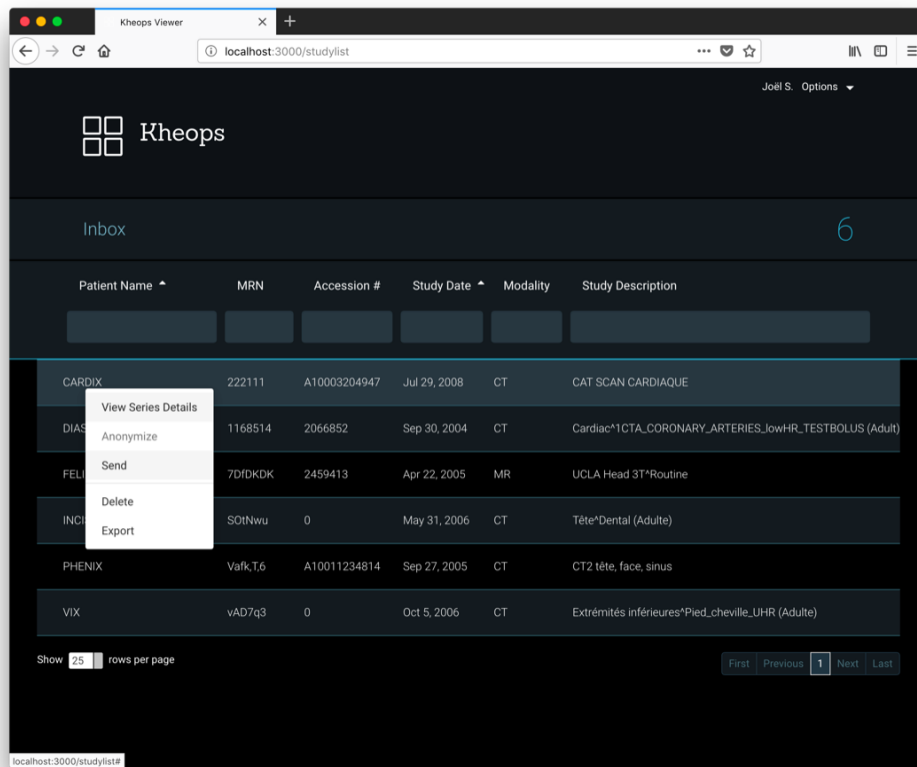 Kheops Viewer
localhost:3000/studylist
Joël S. Options
Kheops
Inbox 6
Patient Name MRN Accession # Study Date Modality Study Description
CARDIX 222111 A10003204947 Jul 29, 2008 CT CAT SCAN CARDIAQUE
View Series Details
DIAS 1168514 2066852 Sep 30, 2004 CT Cardiac^1CTA_CORONARY_ARTERIES_lowHR_TESTBOLUS (Adult)
Anonymize
Send
FELI 7DfDKDK 2459413 Apr 22, 2005 MR UCLA Head 3T^Routine
Delete
INCI SOtNwu 0 May 31, 2006 CT Tête^Dental (Adulte)
Export
PHENIX Vafk,T,6 A10011234814 Sep 27, 2005 CT CT2 tête, face, sinus
VIX vAD7q3 0 Oct 5, 2006 CT Extrémités inférieures^Pied_cheville_UHR (Adulte)
Show 25 rows per page First Previous 1 Next Last
localhost:3000/studylist#